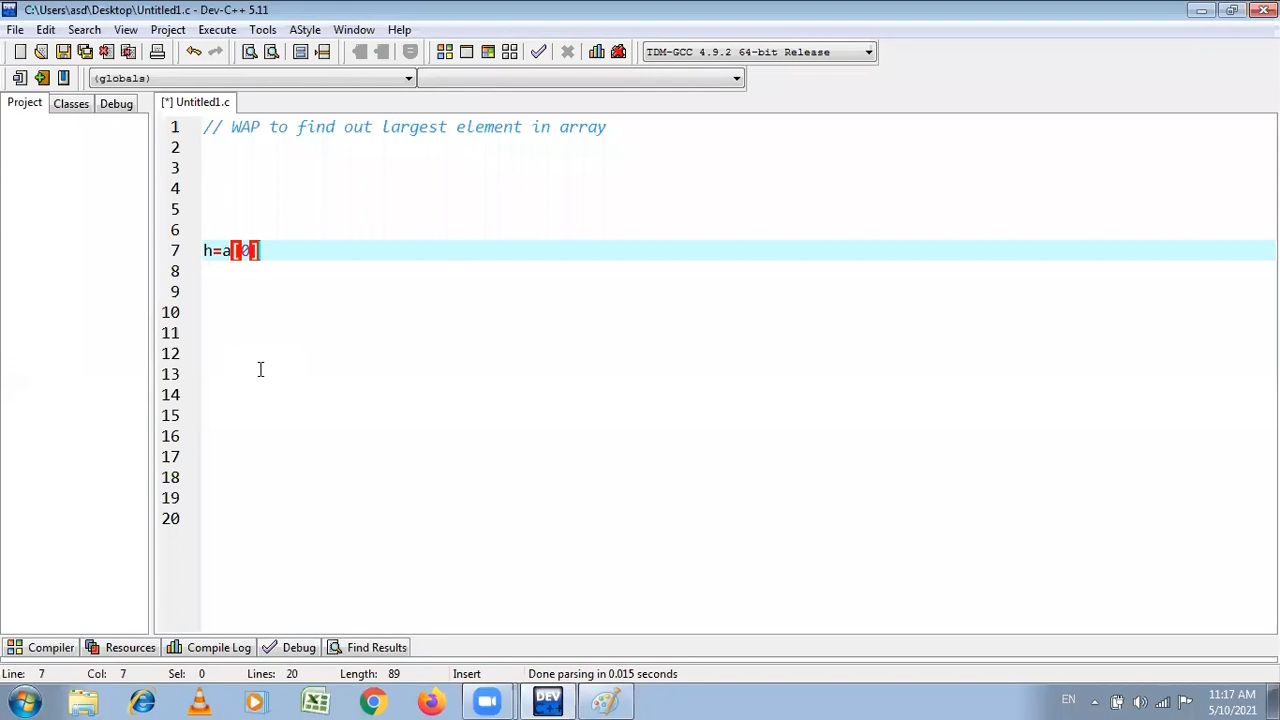 C:\Users\asd\Desktop\Untitled1.c - Dev-C++ 5.11
File Edit Search View Project Execute Tools AStyle Window Help
TDM-GCC 4.9.2 64-bit Release
(globals)
Project Classes Debug [*] Untitled1.c
1 // WAP to find out largest element in array
2
3
4
5
6
7 h=a[0]
8
9
10
11
12
13
14
15
16
17
18
19
20
Compiler Resources Compile Log Debug Find Results
Line: 7 Col: 7 Sel: 0 Lines: 20 Length: 89 Insert Done parsing in 0.015 seconds
DEV C++ EN 11:17 AM
5/10/2021